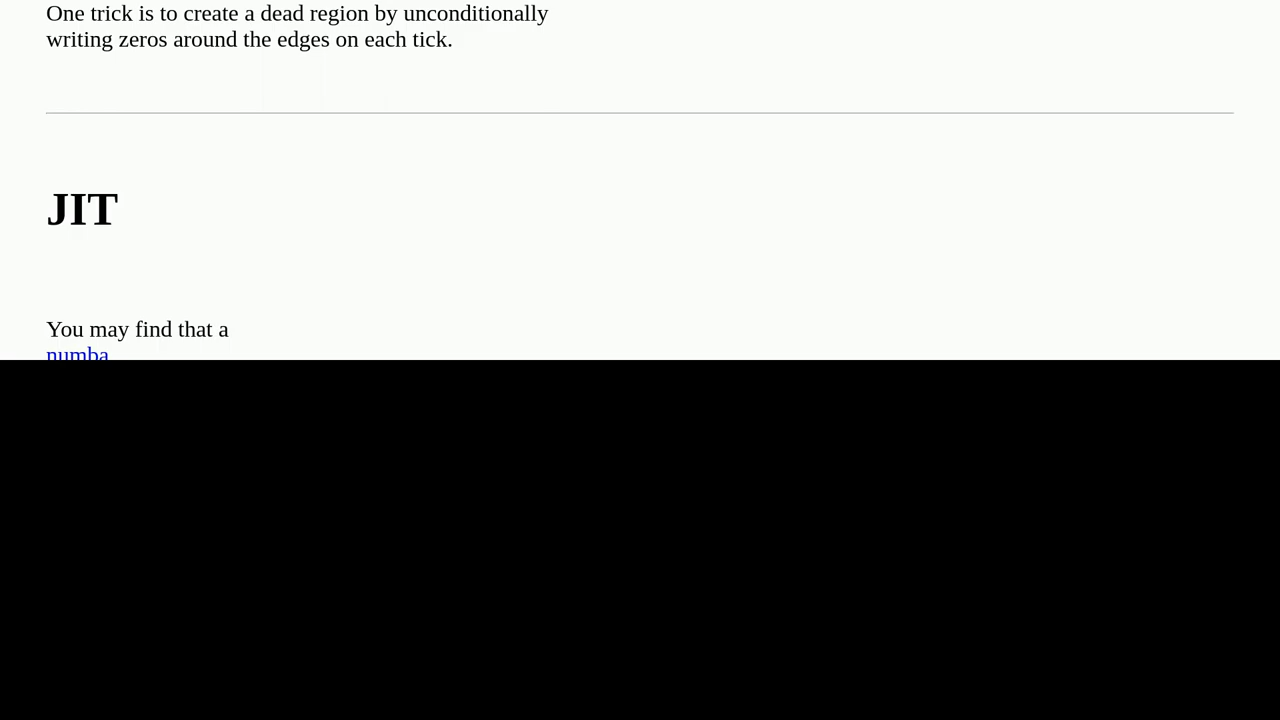 One trick is to create a dead region by unconditionally
writing zeros around the edges on each tick.
JIT
You may find that a
numba